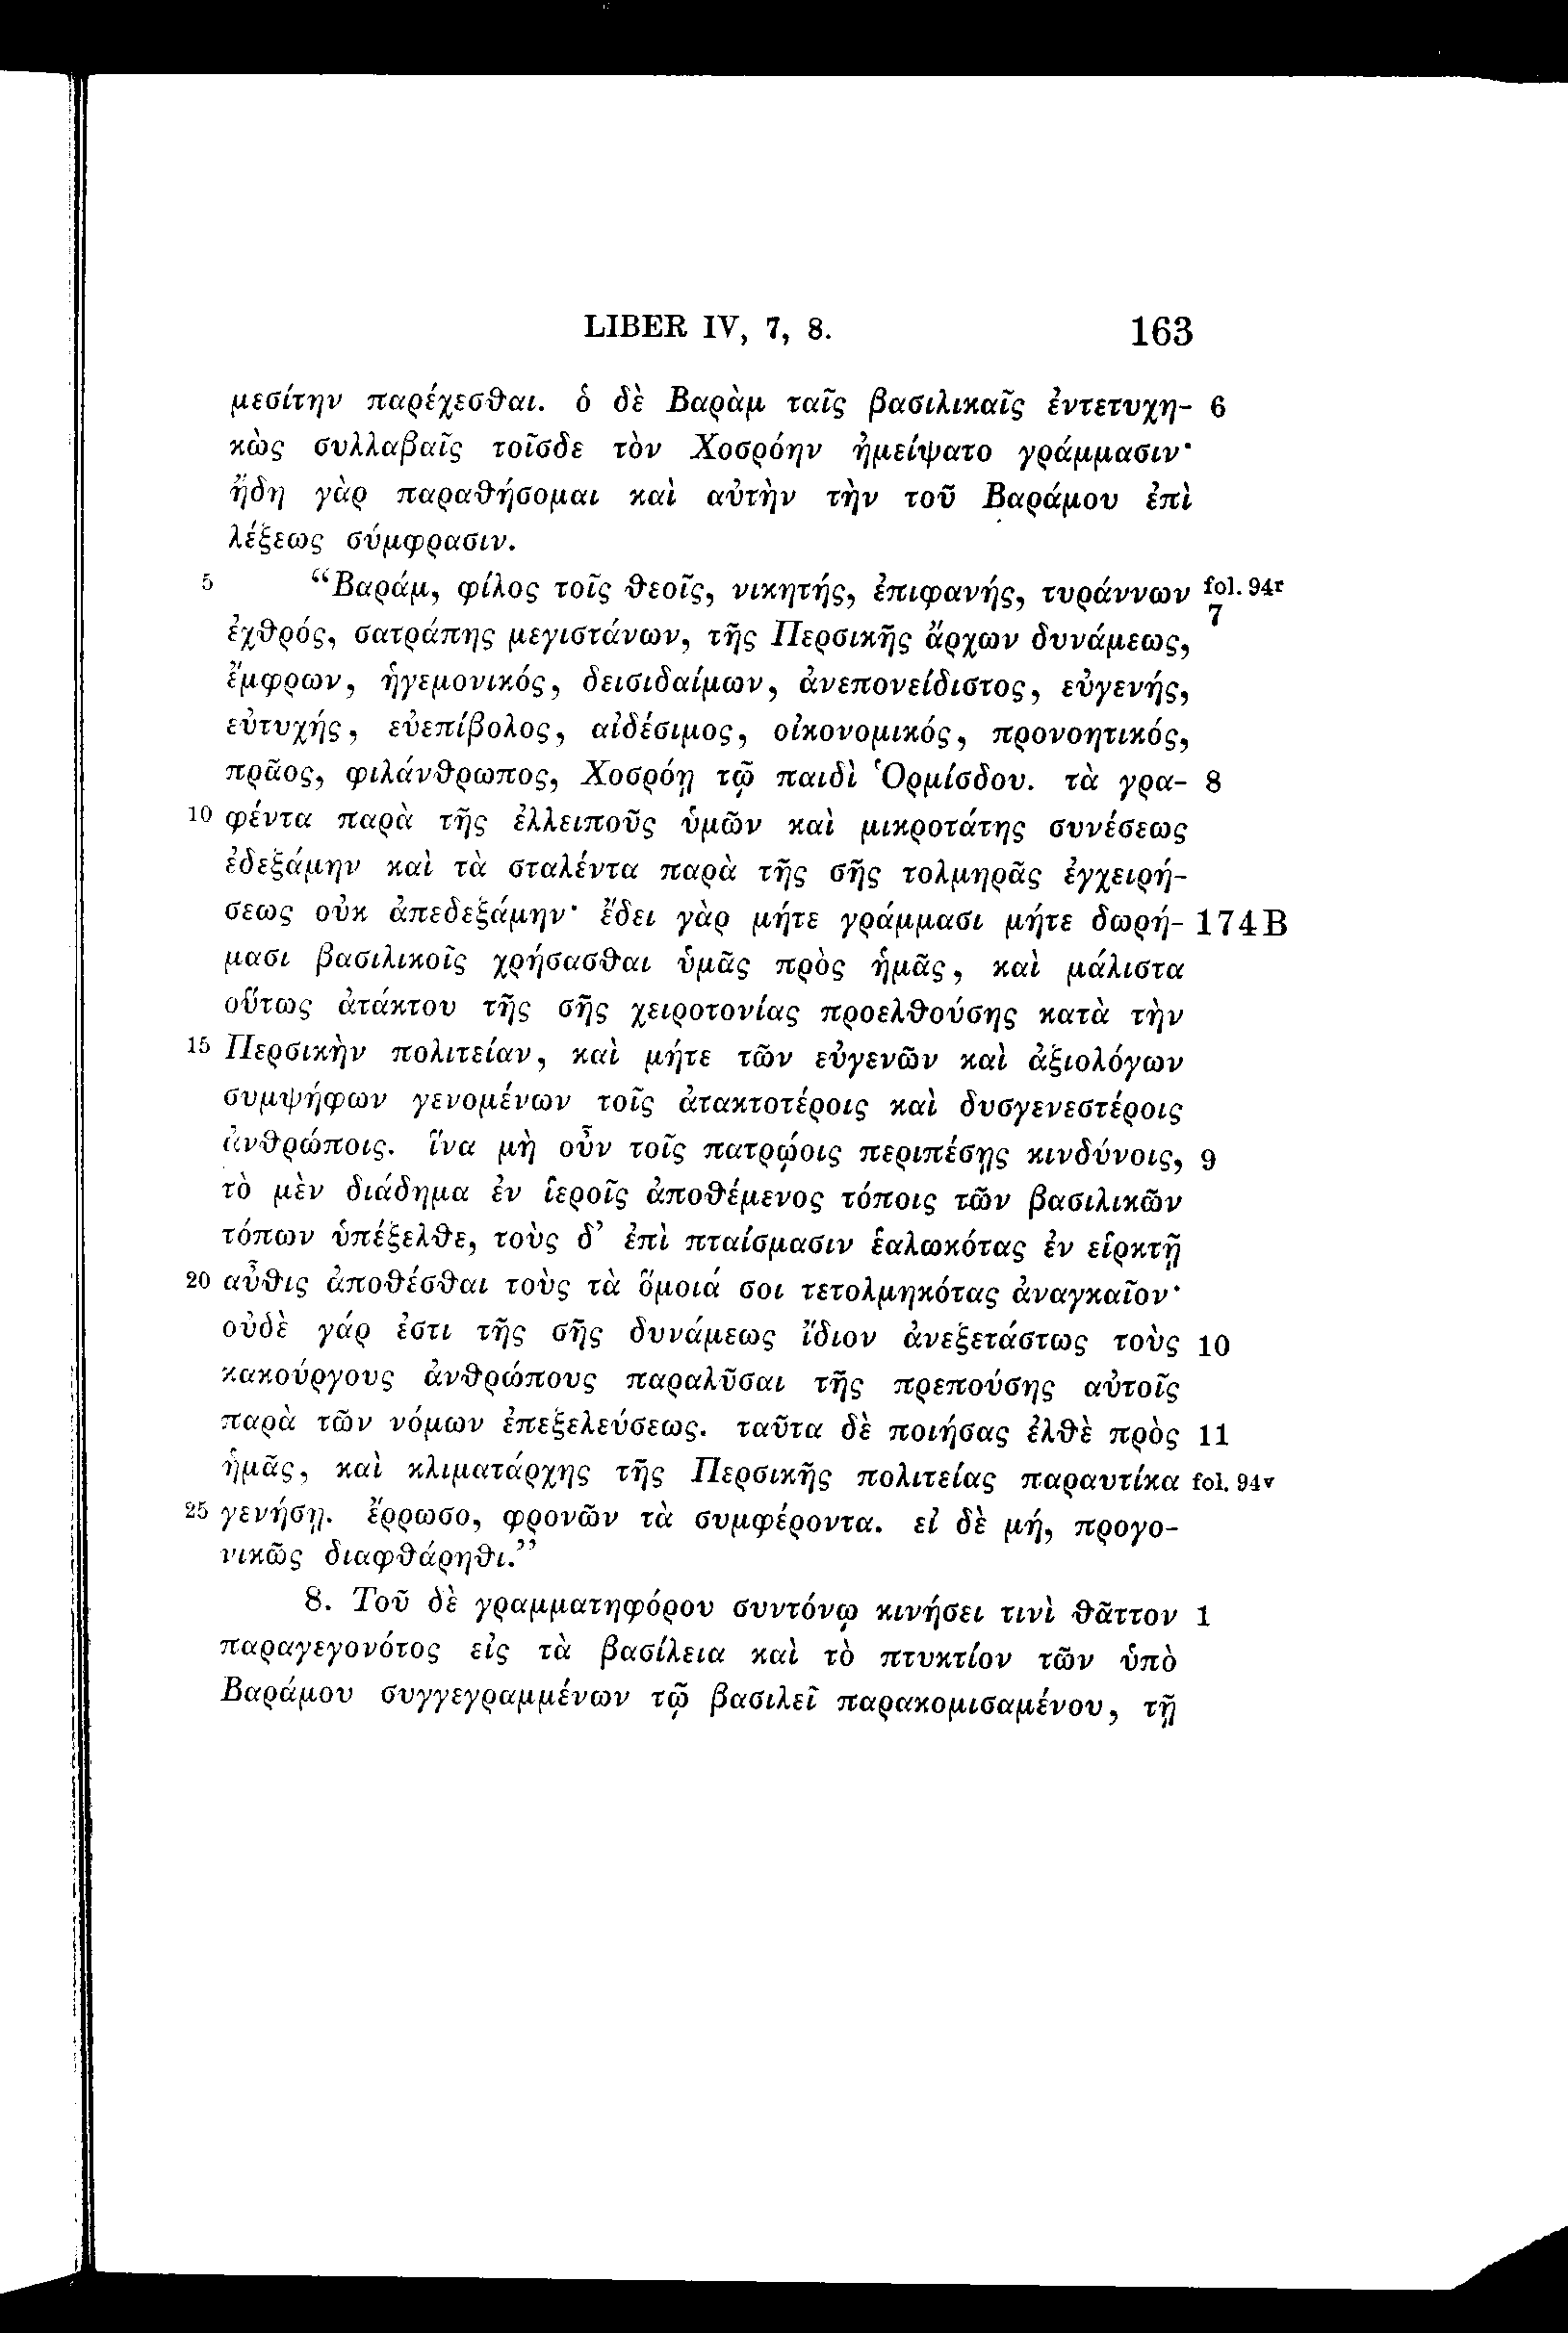 LIBER IV, 7, 8. 163
μεσίτην παρέχεσθαι. ὁ δὲ Βαρὰμ ταῖς βασιλικαῖς ἐντετυχη- 6
κὼς συλλαβαῖς τοῖσδε τὸν Χοσρόην ἠμείψατο γράμμασιν·
ἤδη γὰρ παραθήσομαι καὶ αὐτὴν τὴν τοῦ Βαράμου ἐπὶ
λέξεως σύμφρασιν.
5 “Βαράμ, φίλος τοῖς θεοῖς, νικητής, ἐπιφανής, τυράννων fol. 94r
7
ἐχθρός, σατράπης μεγιστάνων, τῆς Περσικῆς ἄρχων δυνάμεως,
ἔμφρων, ἡγεμονικός, δεισιδαίμων, ἀνεπονείδιστος, εὐγενής,
εὐτυχής, εὐεπίβολος, αἰδέσιμος, οἰκονομικός, προνοητικός,
πρᾶος, φιλάνθρωπος, Χοσρόῃ τῷ παιδὶ Ὁρμίσδου. τὰ γρα- 8
10 φέντα παρὰ τῆς ἐλλειποῦς ὑμῶν καὶ μικροτάτης συνέσεως
ἐδεξάμην καὶ τὰ σταλέντα παρὰ τῆς σῆς τολμηρᾶς ἐγχειρή-
σεως οὐκ ἀπεδεξάμην· ἔδει γὰρ μήτε γράμμασι μήτε δωρή- 174 B
μασι βασιλικοῖς χρήσασθαι ὑμᾶς πρὸς ἡμᾶς, καὶ μάλιστα
οὕτως ἀτάκτου τῆς σῆς χειροτονίας προελθούσης κατὰ τὴν
15 Περσικὴν πολιτείαν, καὶ μήτε τῶν εὐγενῶν καὶ ἀξιολόγων
συμψήφων γενομένων τοῖς ἀτακτοτέροις καὶ δυσγενεστέροις
ἀνθρώποις. ἵνα μὴ οὖν τοῖς πατρῴοις περιπέσῃς κινδύνοις, 9
τὸ μὲν διάδημα ἐν ἱεροῖς ἀποθέμενος τόποις τῶν βασιλικῶν
τόπων ὑπέξελθε, τοὺς δ’ ἐπὶ πταίσμασιν ἑαλωκότας ἐν εἱρκτῇ
20 αὖθις ἀποθέσθαι τοὺς τὰ ὅμοιά σοι τετολμηκότας ἀναγκαῖον·
οὐδὲ γάρ ἐστι τῆς σῆς δυνάμεως ἴδιον ἀνεξετάστως τοὺς 10
κακούργους ἀνθρώπους παραλῦσαι τῆς πρεπούσης αὐτοῖς
παρὰ τῶν νόμων ἐπεξελεύσεως. ταῦτα δὲ ποιήσας ἐλθὲ πρὸς 11
ἡμᾶς, καὶ κλιματάρχης τῆς Περσικῆς πολιτείας παραυτίκα fol. 94v
25 γενήσῃ. ἔρρωσο, φρονῶν τὰ συμφέροντα. εἰ δὲ μή, προγο-
νικῶς διαφθάρηθι.”
8. Τοῦ δὲ γραμματηφόρου συντόνῳ κινήσει τινὶ θᾶττον 1
παραγεγονότος εἰς τὰ βασίλεια καὶ τὸ πτυκτίον τῶν ὑπὸ
Βαράμου συγγεγραμμένων τῷ βασιλεῖ παρακομισαμένου, τῇ